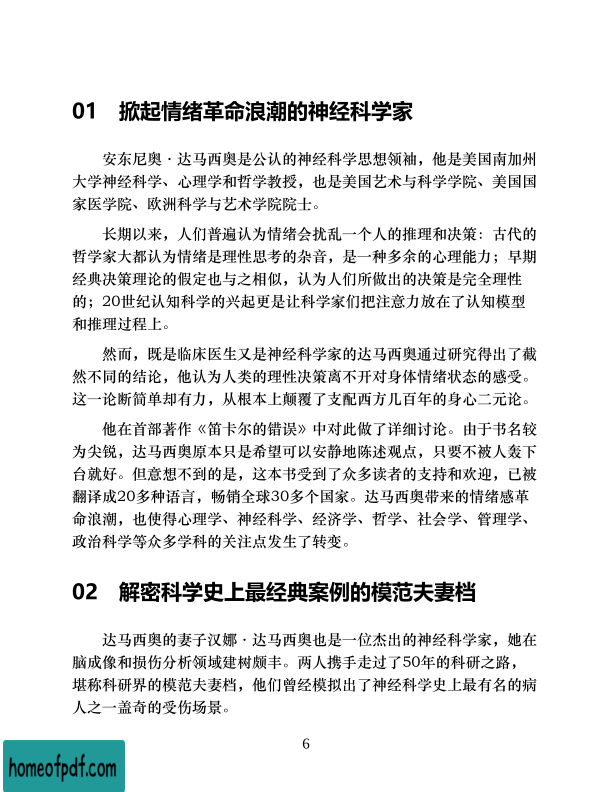 01 掀起情绪革命浪潮的神经科学家
安东尼奥·达马西奥是公认的神经科学思想领袖，他是美国南加州
大学神经科学、心理学和哲学教授，也是美国艺术与科学学院、美国国
家医学院、欧洲科学与艺术学院院士。
长期以来，人们普遍认为情绪会扰乱一个人的推理和决策：古代的
哲学家大都认为情绪是理性思考的杂音，是一种多余的心理能力；早期
经典决策理论的假定也与之相似，认为人们所做出的决策是完全理性
的；20世纪认知科学的兴起更是让科学家们把注意力放在了认知模型
和推理过程上。
然而，既是临床医生又是神经科学家的达马西奥通过研究得出了截
然不同的结论，他认为人类的理性决策离不开对身体情绪状态的感受。
这一论断简单却有力，从根本上颠覆了支配西方几百年的身心二元论。
他在首部著作《笛卡尔的错误》中对此做了详细讨论。由于书名较
为尖锐，达马西奥原本只是希望可以安静地陈述观点，只要不被人轰下
台就好。但意想不到的是，这本书受到了众多读者的支持和欢迎，已被
翻译成20多种语言，畅销全球30多个国家。达马西奥带来的情绪感革
命浪潮，也使得心理学、神经科学、经济学、哲学、社会学、管理学、
政治科学等众多学科的关注点发生了转变。
02 解密科学史上最经典案例的模范夫妻档
达马西奥的妻子汉娜·达马西奥也是一位杰出的神经科学家，她在
脑成像和损伤分析领域建树颇丰。两人携手走过了50年的科研之路，
堪称科研界的模范夫妻档，他们曾经模拟出了神经科学史上最有名的病
人之一盖奇的受伤场景。
6
homeofpdf.com